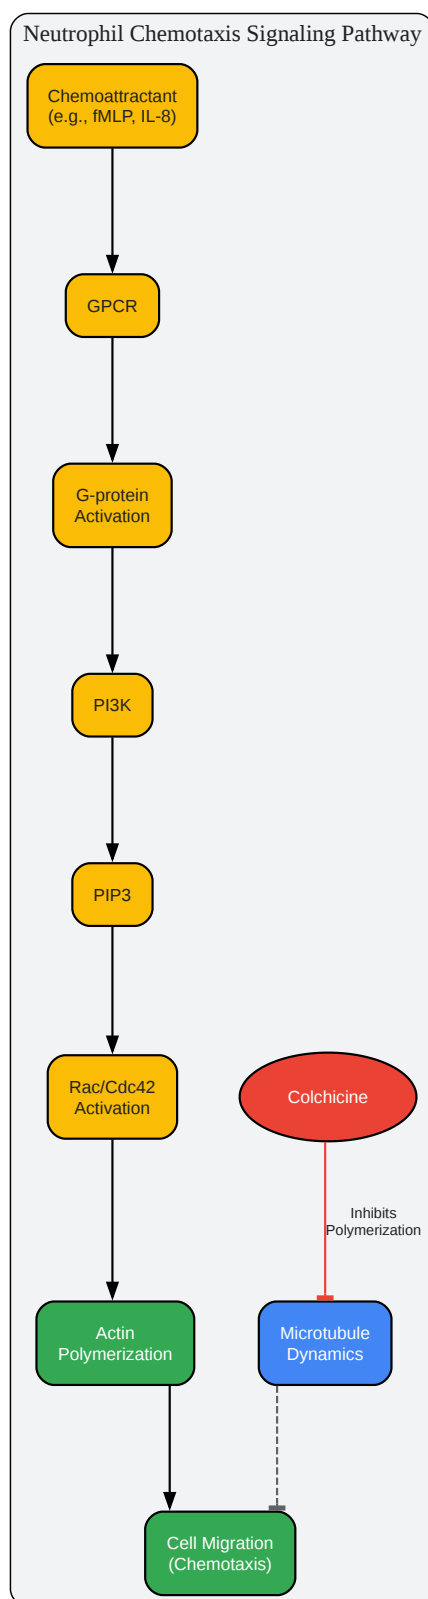 Neutrophil Chemotaxis Signaling Pathway
Chemoattractant
(e.g., fMLP, IL-8)
GPCR
G-protein
Activation
PI3K
PIP3
Rac/Cdc42
Activation
Colchicine
Inhibits
Polymerization
Actin
Polymerization
Microtubule
Dynamics
Cell Migration
(Chemotaxis)